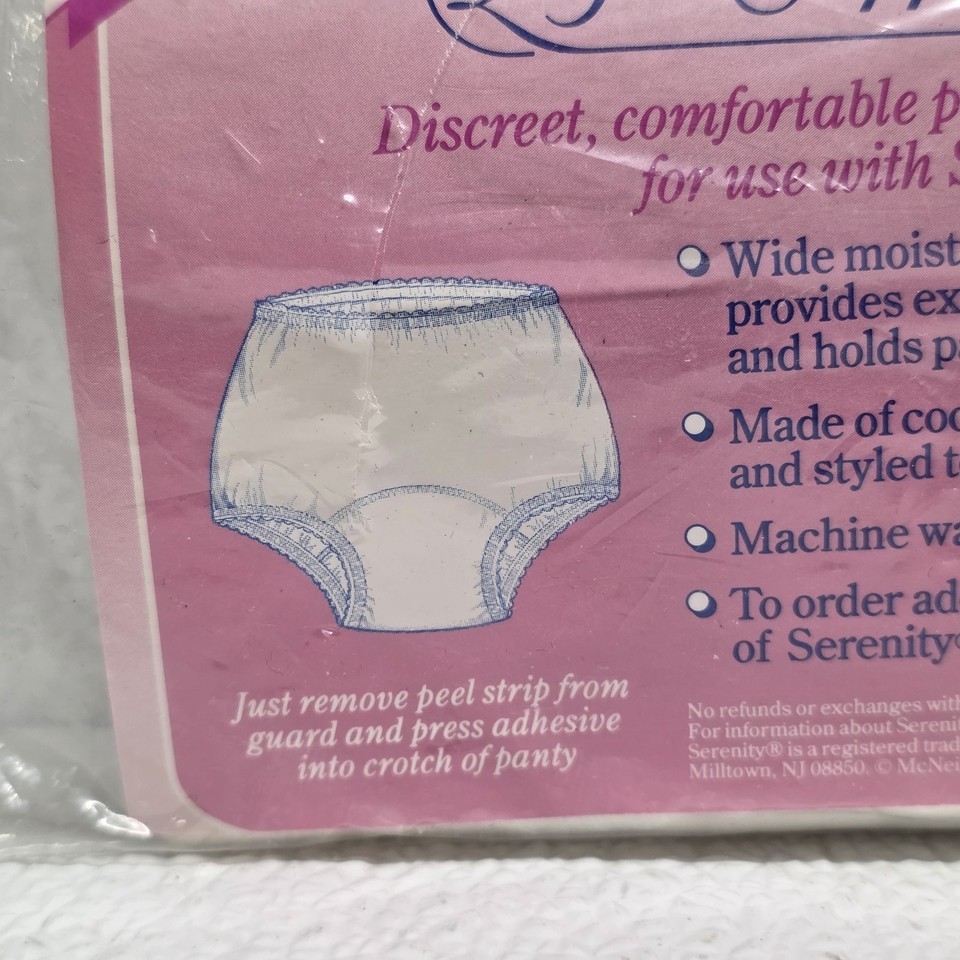 Discreet, comfortable p
for use with S
Wide moist
provides ex
and holds pa
Made of coo
and styled t
Machine wa
To order ad
of Serenity®
Just remove peel strip from
guard and press adhesive
into crotch of panty
No refunds or exchanges with
For information about Sereni
Serenity® is a registered trad
Milltown, NJ 08850. © McNei